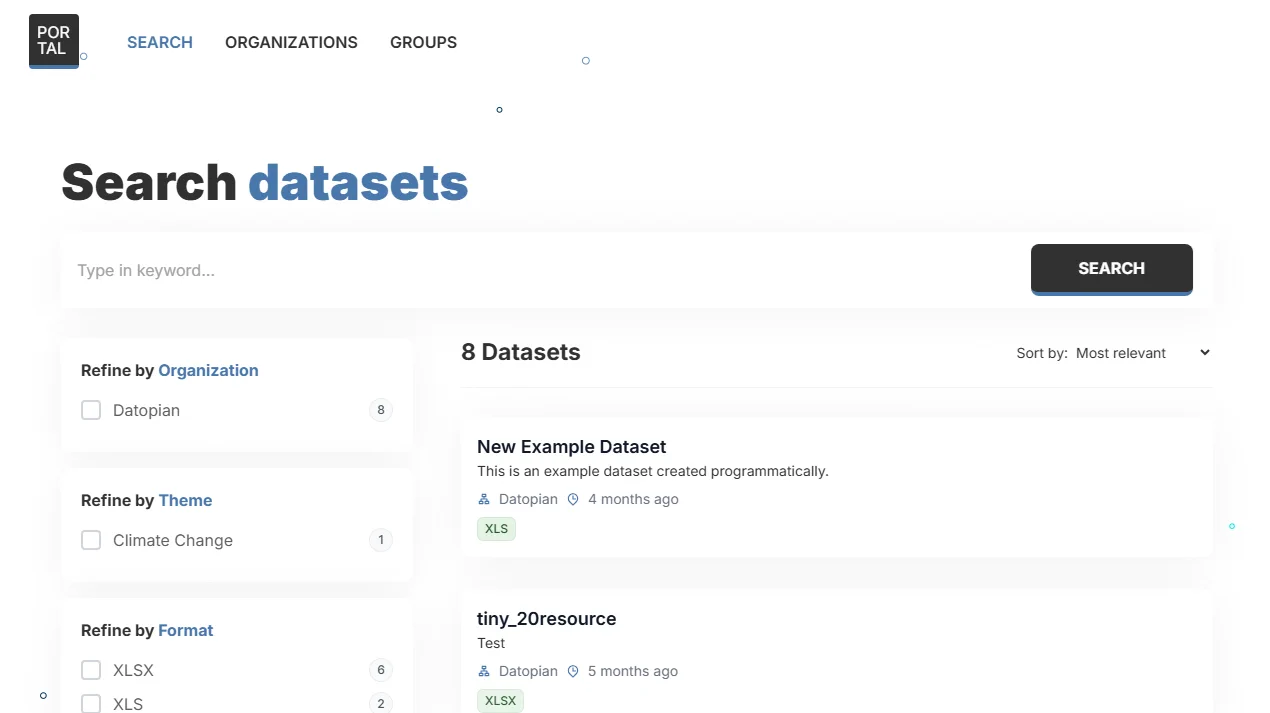 POR
TAL
SEARCH ORGANIZATIONS GROUPS
Search datasets
Type in keyword...
SEARCH
Refine by Organization
Datopian 8
Refine by Theme
Climate Change 1
Refine by Format
XLSX 6
XLS 2
8 Datasets
Sort by: Most relevant
New Example Dataset
This is an example dataset created programmatically.
Datopian 4 months ago
XLS
tiny_20resource
Test
Datopian 5 months ago
XLSX